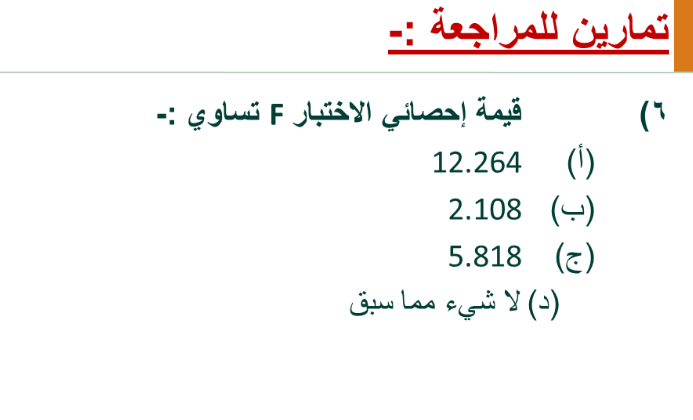 تمارين للمراجعة :-
٦) قيمة إحصائي الاختبار F تساوي :-
(أ) 12.264
(ب) 2.108
(ج) 5.818
(د) لا شيء مما سبق